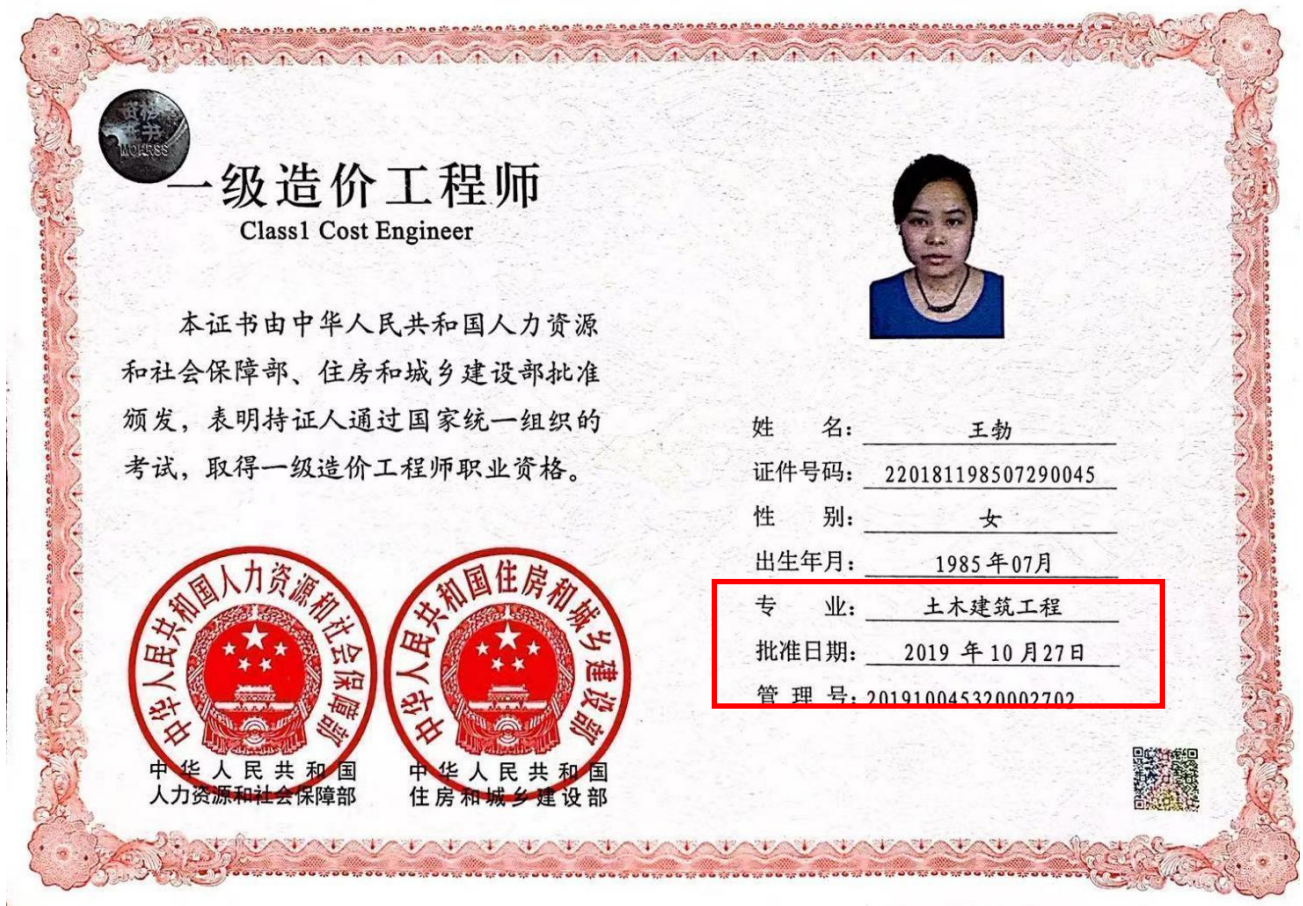 资格
证书
MOHRSS
一级造价工程师
Class1 Cost Engineer
本证书由中华人民共和国人力资源
和社会保障部、住房和城乡建设部批准
颁发，表明持证人通过国家统一组织的
考试，取得一级造价工程师职业资格。
中华人民共和国人力资源和社会保障部
中华人民共和国住房和城乡建设部
中华人民共和国
人力资源和社会保障部
中华人民共和国
住房和城乡建设部
姓 名：王勃
证件号码：220181198507290045
性 别：女
出生年月：1985年07月
专 业：土木建筑工程
批准日期：2019 年 10 月27日
管 理 号：201910045320002702